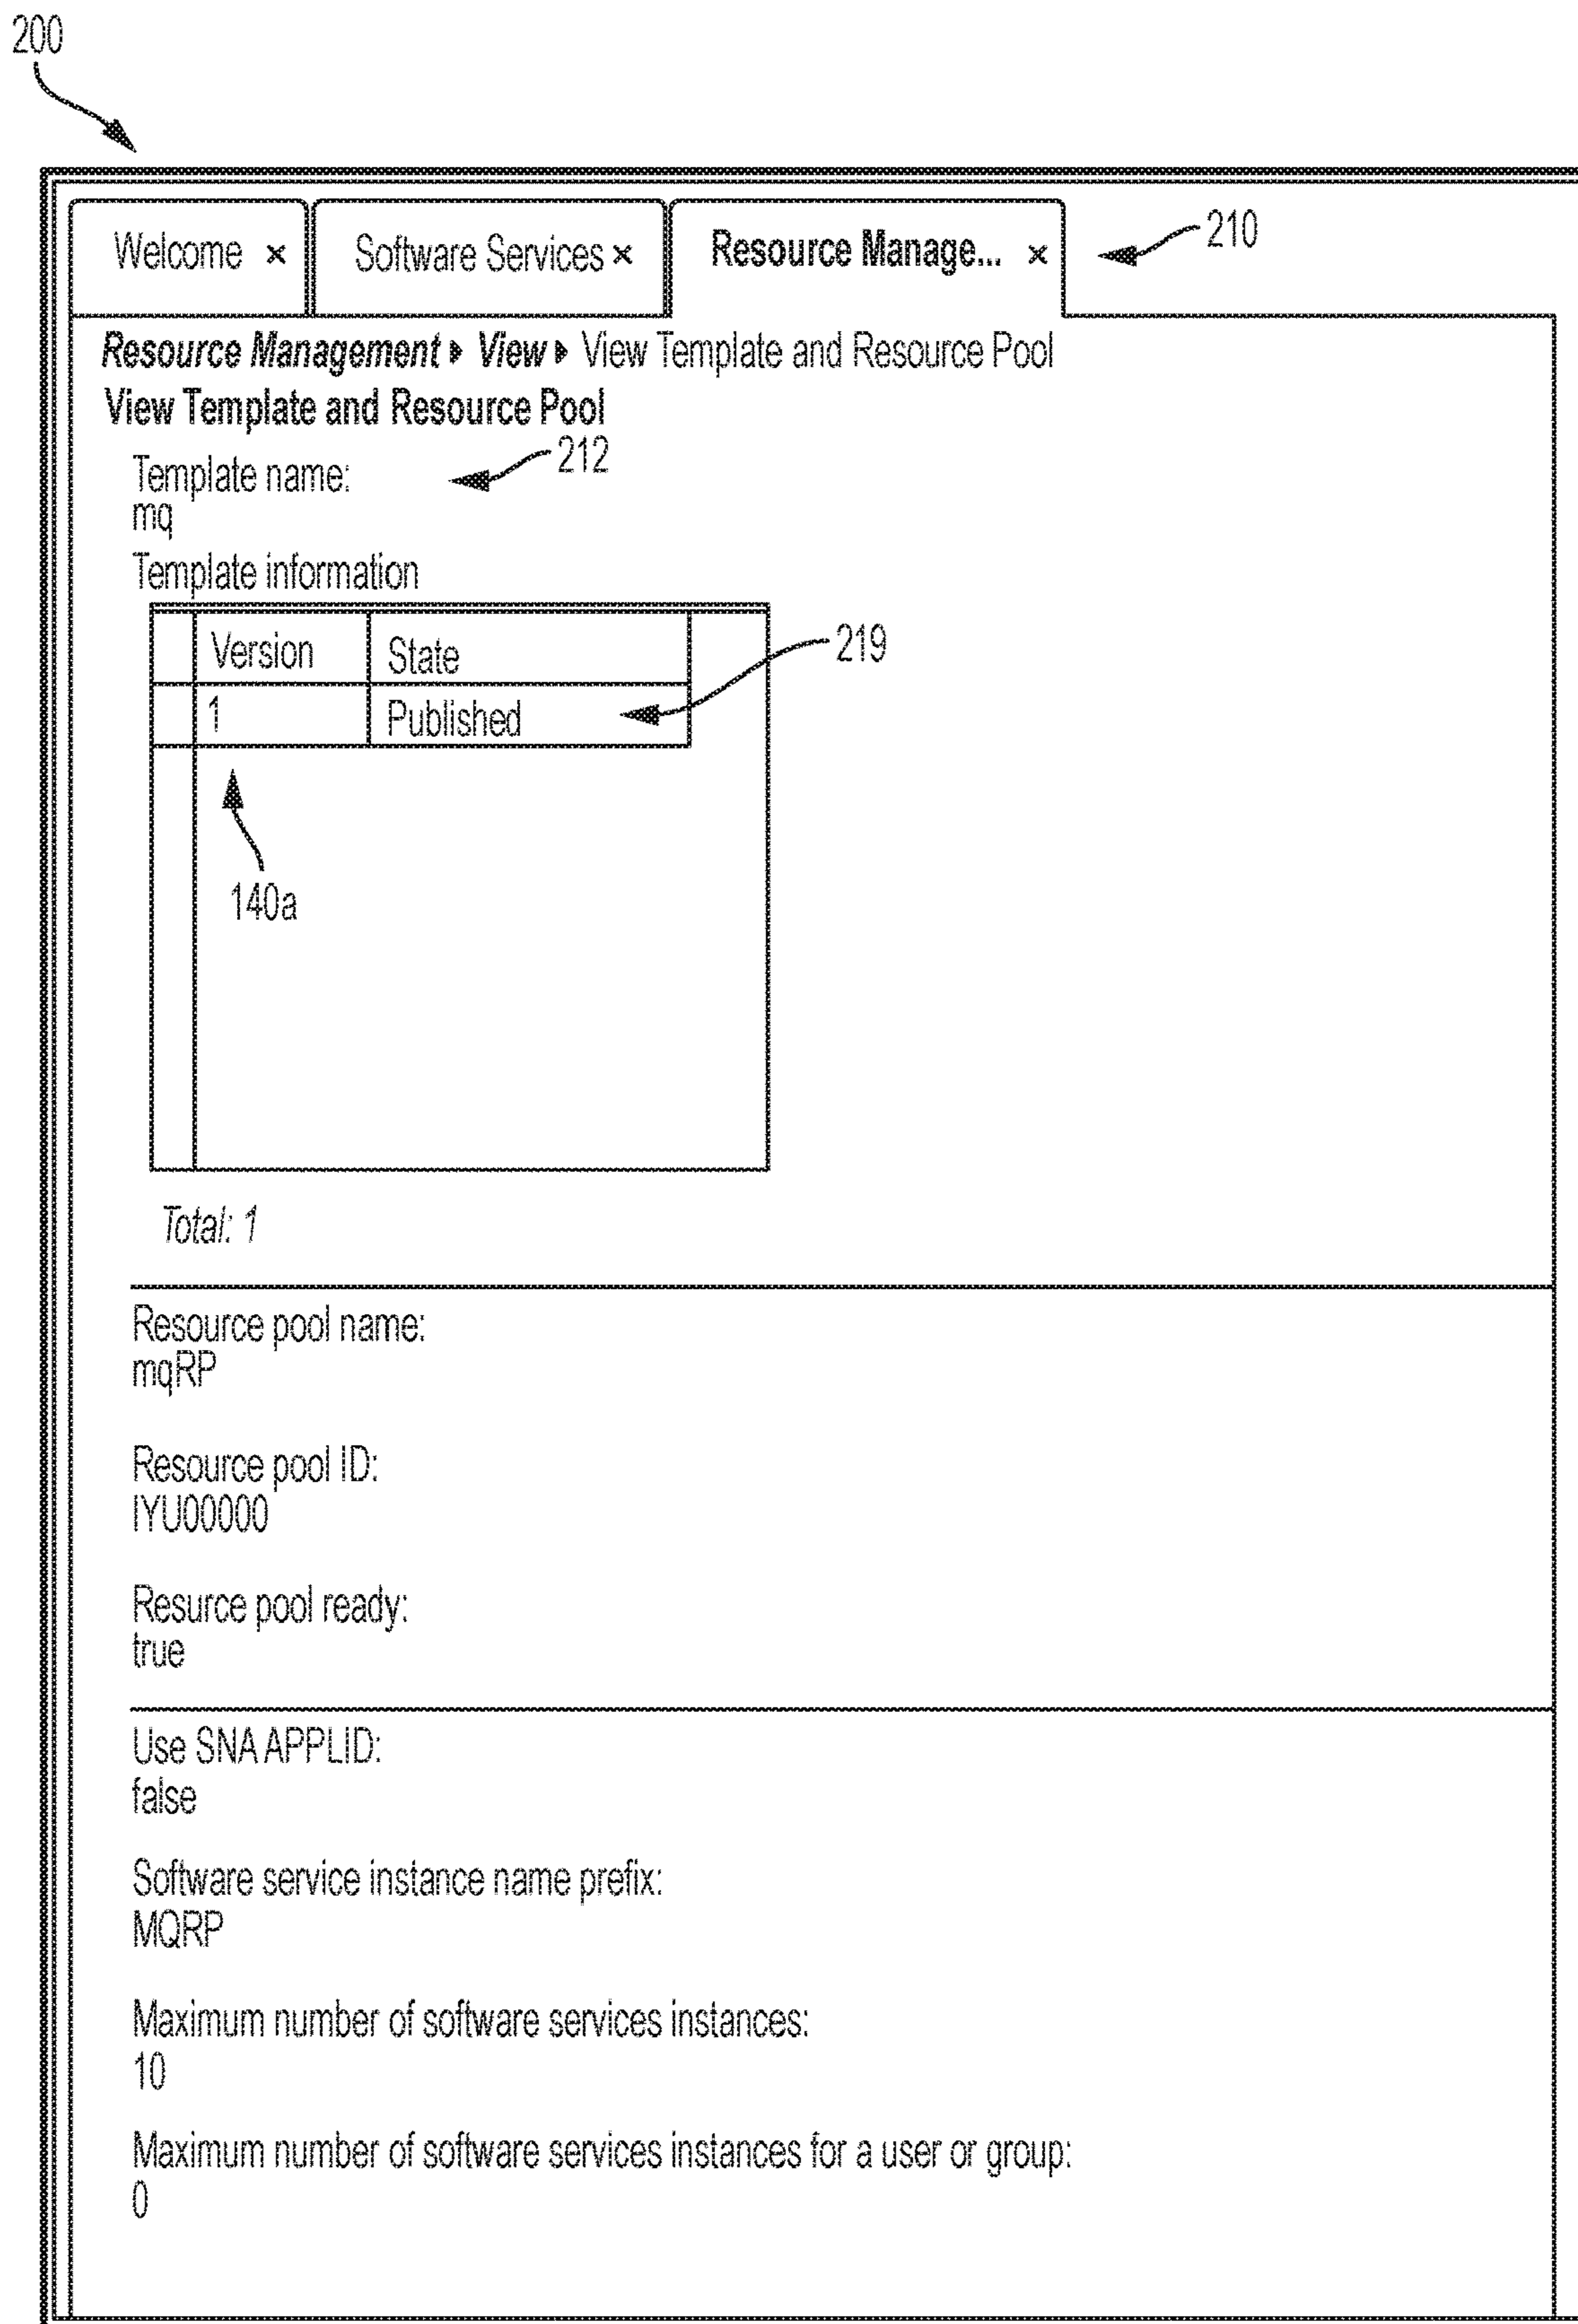 200
Welcome × Software Services × Resource Manage... × 210
Resource Management ▸ View ▸ View Template and Resource Pool
View Template and Resource Pool
Template name: 212
mq
Template information
Version State 219
1 Published
140a
Total: 1
Resource pool name:
mqRP
Resource pool ID:
IYU00000
Resurce pool ready:
true
Use SNA APPLID:
false
Software service instance name prefix:
MQRP
Maximum number of software services instances:
10
Maximum number of software services instances for a user or group:
0